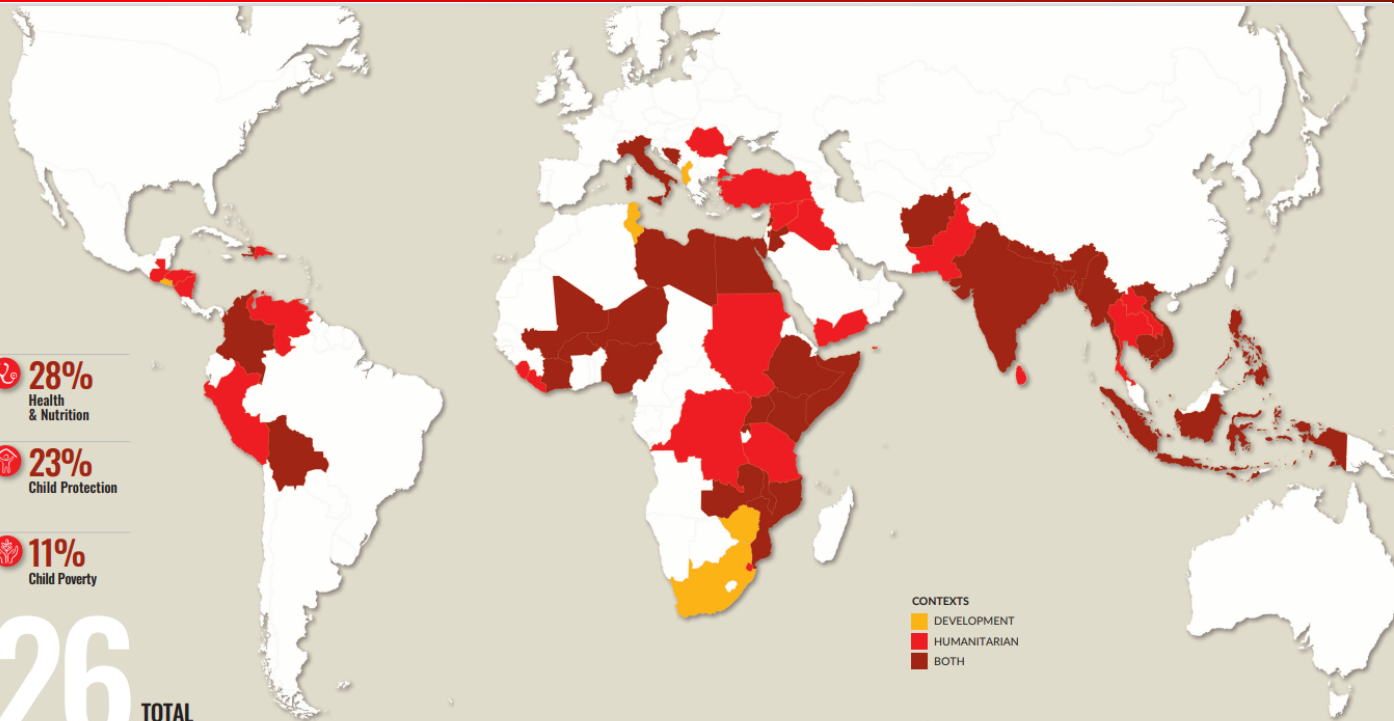 28%
Health
& Nutrition
23%
Child Protection
11%
Child Poverty
26
TOTAL
CONTEXTS
DEVELOPMENT
HUMANITARIAN
BOTH